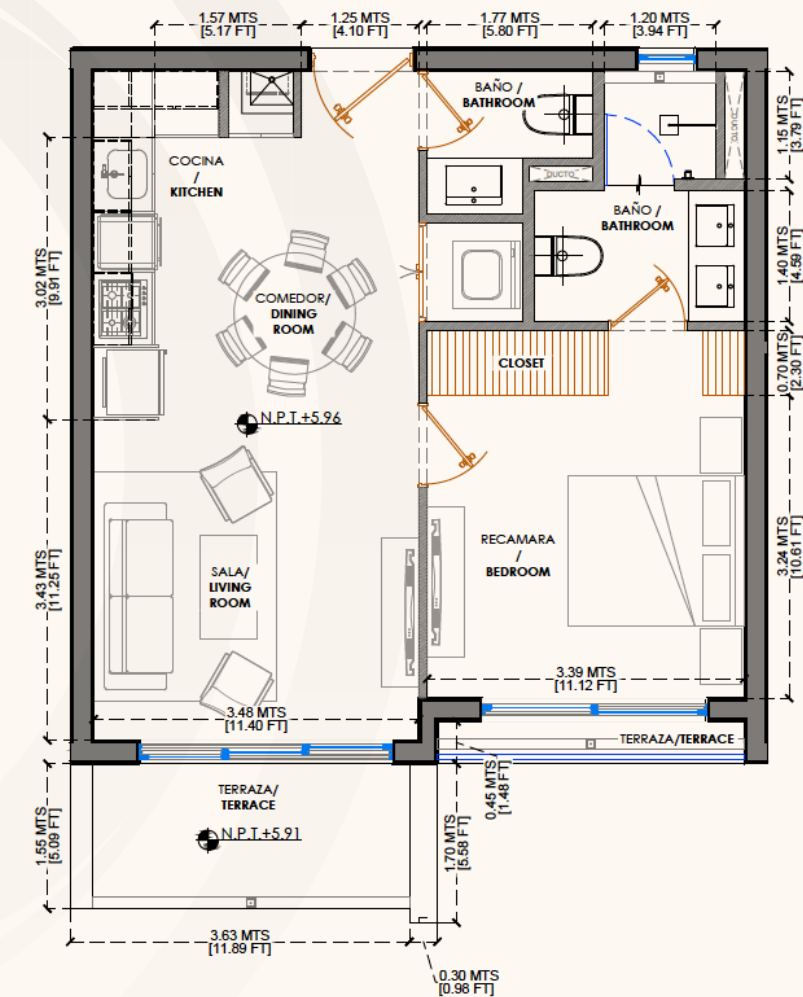 1.57 MTS
[5.17 FT]
1.25 MTS
[4.10 FT]
1.77 MTS
[5.80 FT]
1.20 MTS
[3.94 FT]
BAÑO /
BATHROOM
DUCTO
1.15 MTS
[3.79 FT]
COCINA
/
KITCHEN
DUCTO
BAÑO /
BATHROOM
1.40 MTS
[4.59 FT]
3.02 MTS
[9.91 FT]
COMEDOR/
DINING
ROOM
CLOSET
0.70 MTS
[2.30 FT]
N.P.T.+5.96
RECAMARA
/
BEDROOM
3.24 MTS
[10.61 FT]
3.43 MTS
[11.25 FT]
SALA/
LIVING
ROOM
3.39 MTS
[11.12 FT]
3.48 MTS
[11.40 FT]
TERRAZA/TERRACE
0.45 MTS
[1.48 FT]
TERRAZA/
TERRACE
N.P.T.+5.91
1.55 MTS
[5.09 FT]
1.70 MTS
[5.58 FT]
3.63 MTS
[11.89 FT]
0.30 MTS
[0.98 FT]